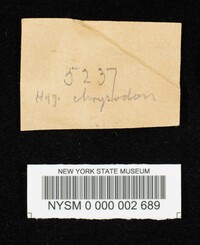 5237
Hyg. chrysodon
NEW YORK STATE MUSEUM
NYSM 0 000 002 689